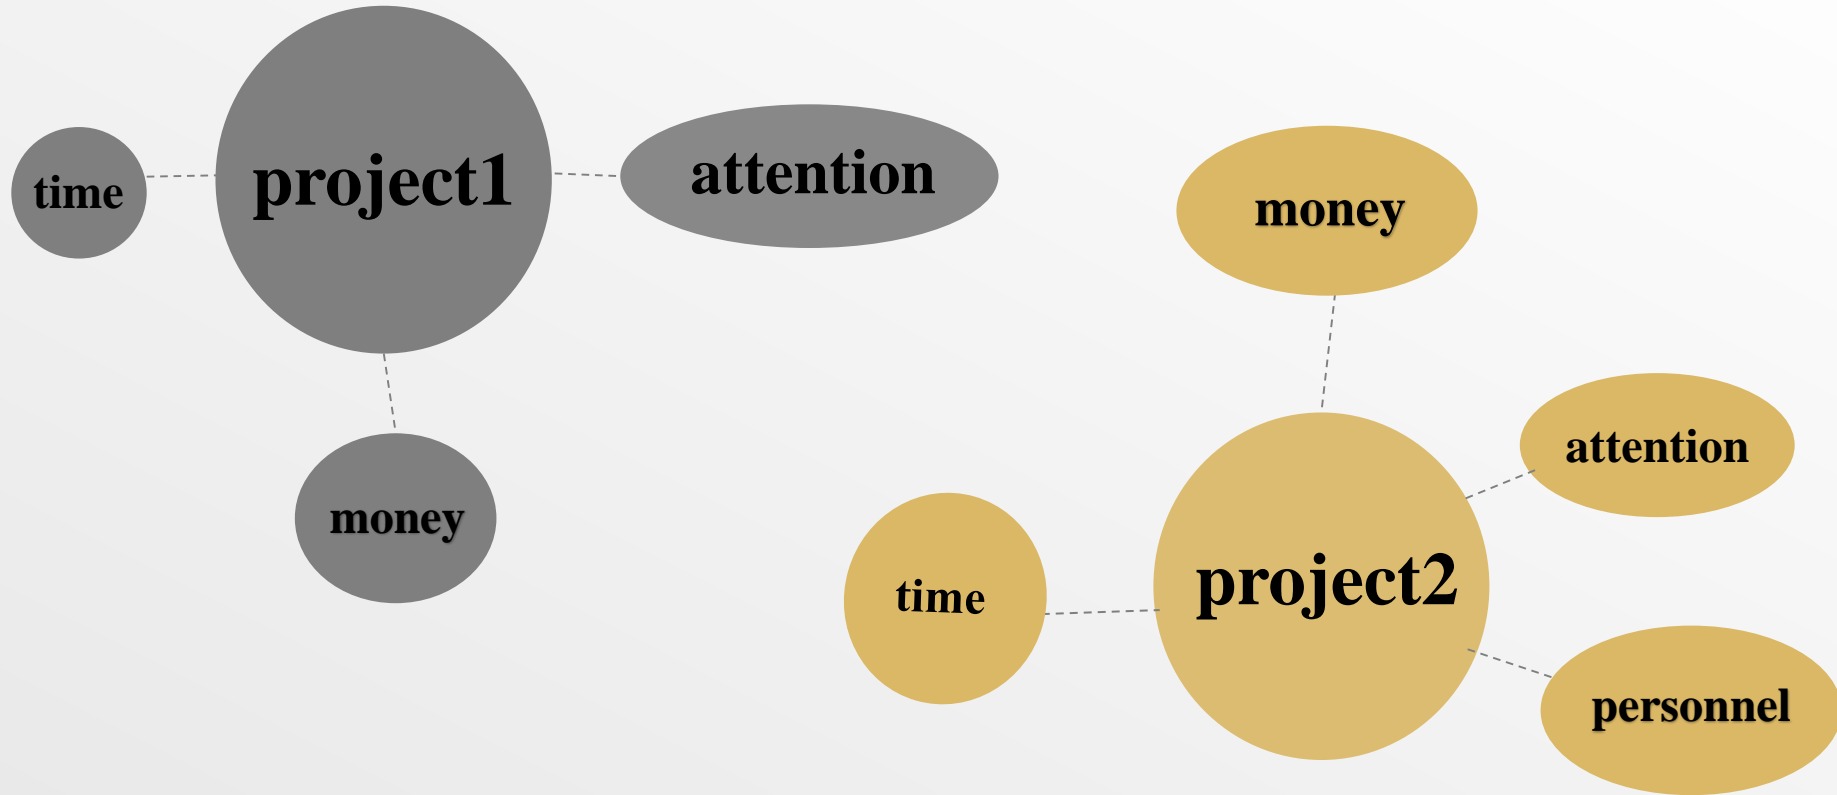 time
project1
attention
money
money
attention
time
project2
personnel